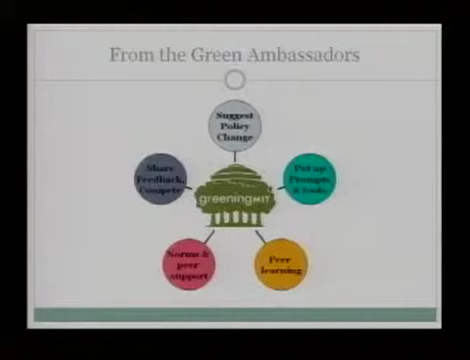 From the Green Ambassadors
Suggest
Policy
Change
Share
Feedback,
Compete
Put up
Prompts
& tools
greeningMIT
Norms &
peer
support
Peer
learning